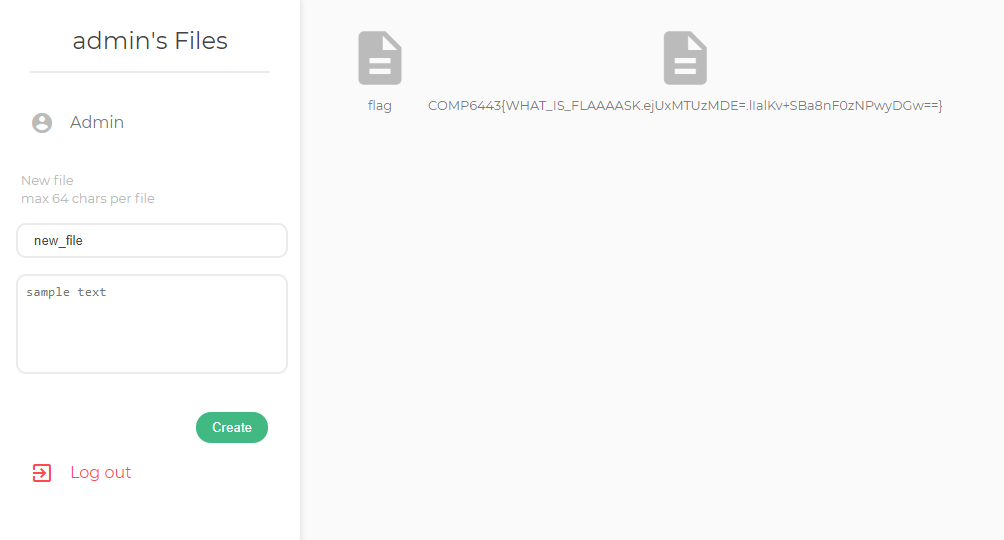 admin's Files
Admin
New file
max 64 chars per file
new_file
sample text
Create
Log out
flag
COMP6443{WHAT_IS_FLAAAASK.ejUxMTUzMDE=.lIalKv+SBa8nF0zNPwyDGw==}